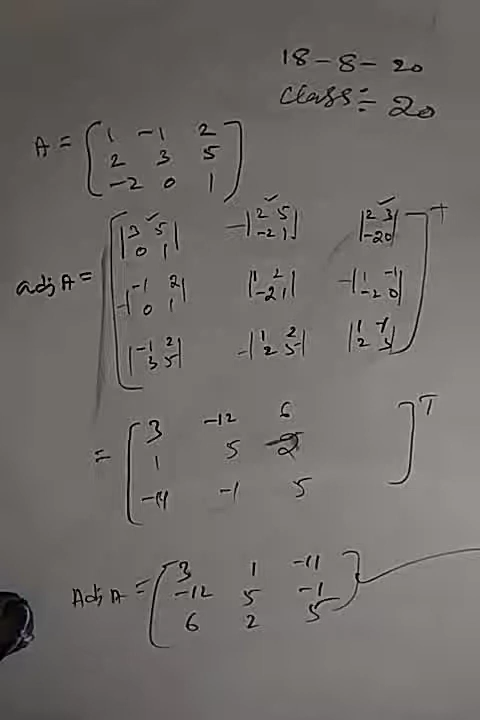 18-8-20
Class:- 20
A = [ 1 -1 2
2 3 5
-2 0 1 ]
adj A = [ |3 5| -|2 5| |2 3|
|0 1| |-2 1| |-2 0|
-|-1 2| |1 2| -|1 -1|
|0 1| |-2 1| |-2 0|
|-1 2| -|1 2| |1 -1|
|3 5| |2 5| |2 3| ]T
= [ 3 -12 6
1 5 2
-11 -1 5 ]T
Adj A = [ 3 1 -11
-12 5 -1
6 2 5 ]